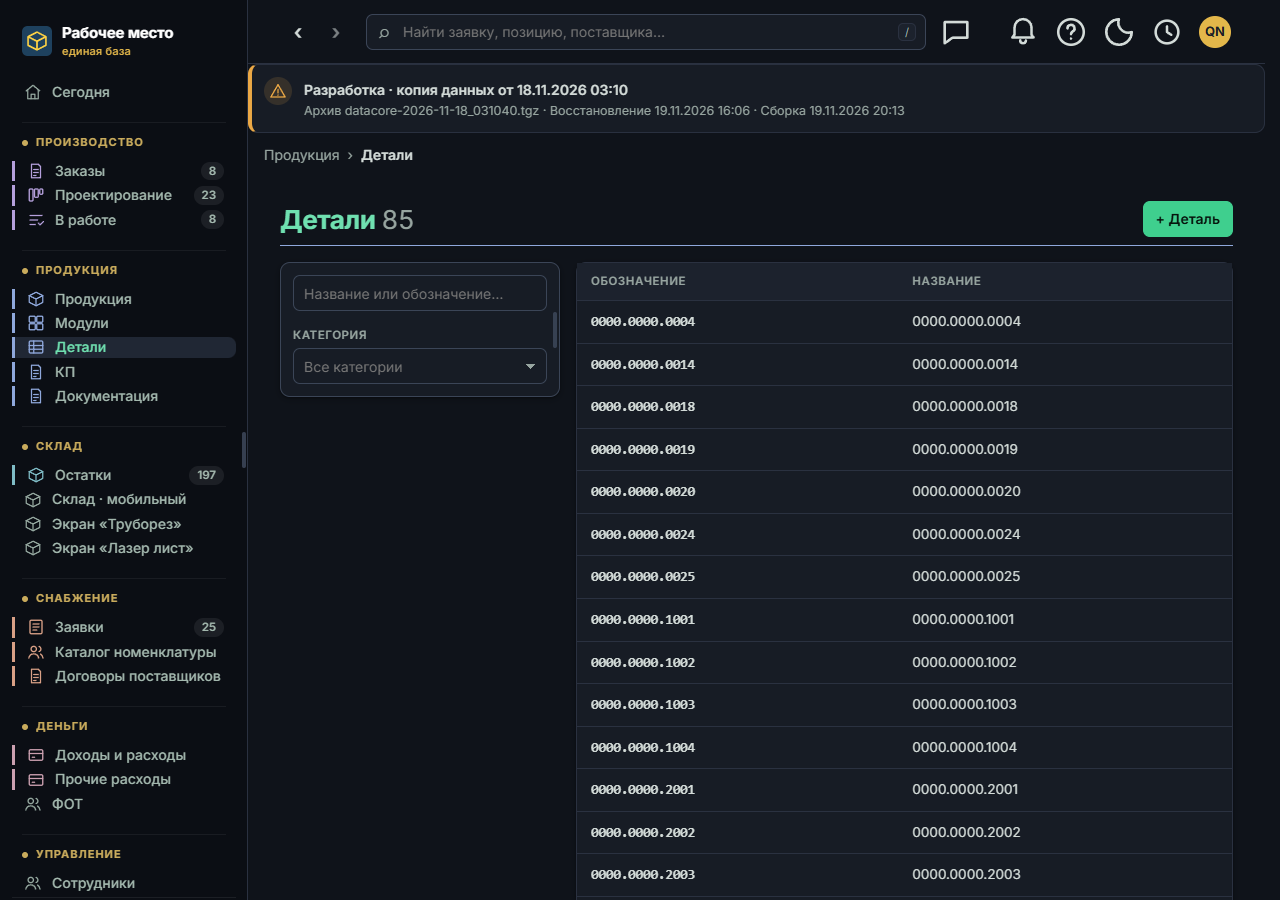 Рабочее место
единая база
Сегодня
ПРОИЗВОДСТВО
Заказы 8
Проектирование 23
В работе 8
ПРОДУКЦИЯ
Продукция
Модули
Детали
КП
Документация
СКЛАД
Остатки 197
Склад · мобильный
Экран «Труборез»
Экран «Лазер лист»
СНАБЖЕНИЕ
Заявки 25
Каталог номенклатуры
Договоры поставщиков
ДЕНЬГИ
Доходы и расходы
Прочие расходы
ФОТ
УПРАВЛЕНИЕ
Сотрудники
Найти заявку, позицию, поставщика... /
QN
Разработка · копия данных от 18.11.2026 03:10
Архив datacore-2026-11-18_031040.tgz · Восстановление 19.11.2026 16:06 · Сборка 19.11.2026 20:13
Продукция › Детали
Детали 85
+ Деталь
Название или обозначение...
КАТЕГОРИЯ
Все категории
ОБОЗНАЧЕНИЕ НАЗВАНИЕ
0000.0000.0004 0000.0000.0004
0000.0000.0014 0000.0000.0014
0000.0000.0018 0000.0000.0018
0000.0000.0019 0000.0000.0019
0000.0000.0020 0000.0000.0020
0000.0000.0024 0000.0000.0024
0000.0000.0025 0000.0000.0025
0000.0000.1001 0000.0000.1001
0000.0000.1002 0000.0000.1002
0000.0000.1003 0000.0000.1003
0000.0000.1004 0000.0000.1004
0000.0000.2001 0000.0000.2001
0000.0000.2002 0000.0000.2002
0000.0000.2003 0000.0000.2003